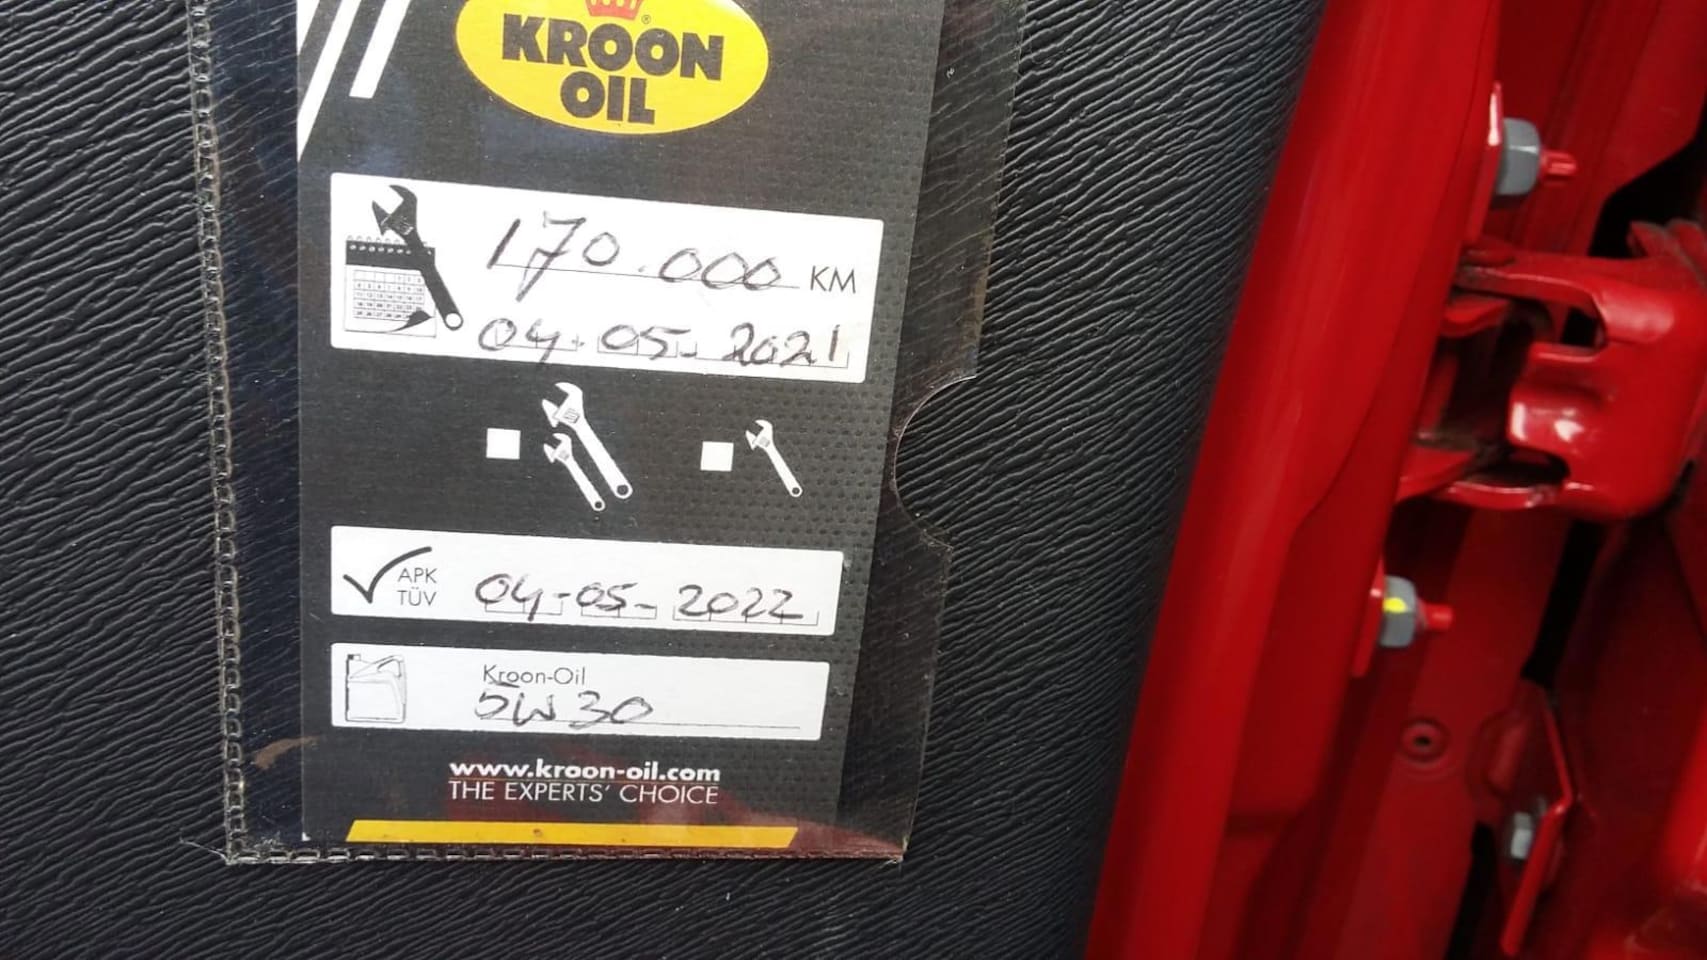 KROON
OIL
170.000 KM
04-05-2021
APK
TÜV
04-05-2022
Kroon-Oil
5W30
www.kroon-oil.com
THE EXPERTS' CHOICE